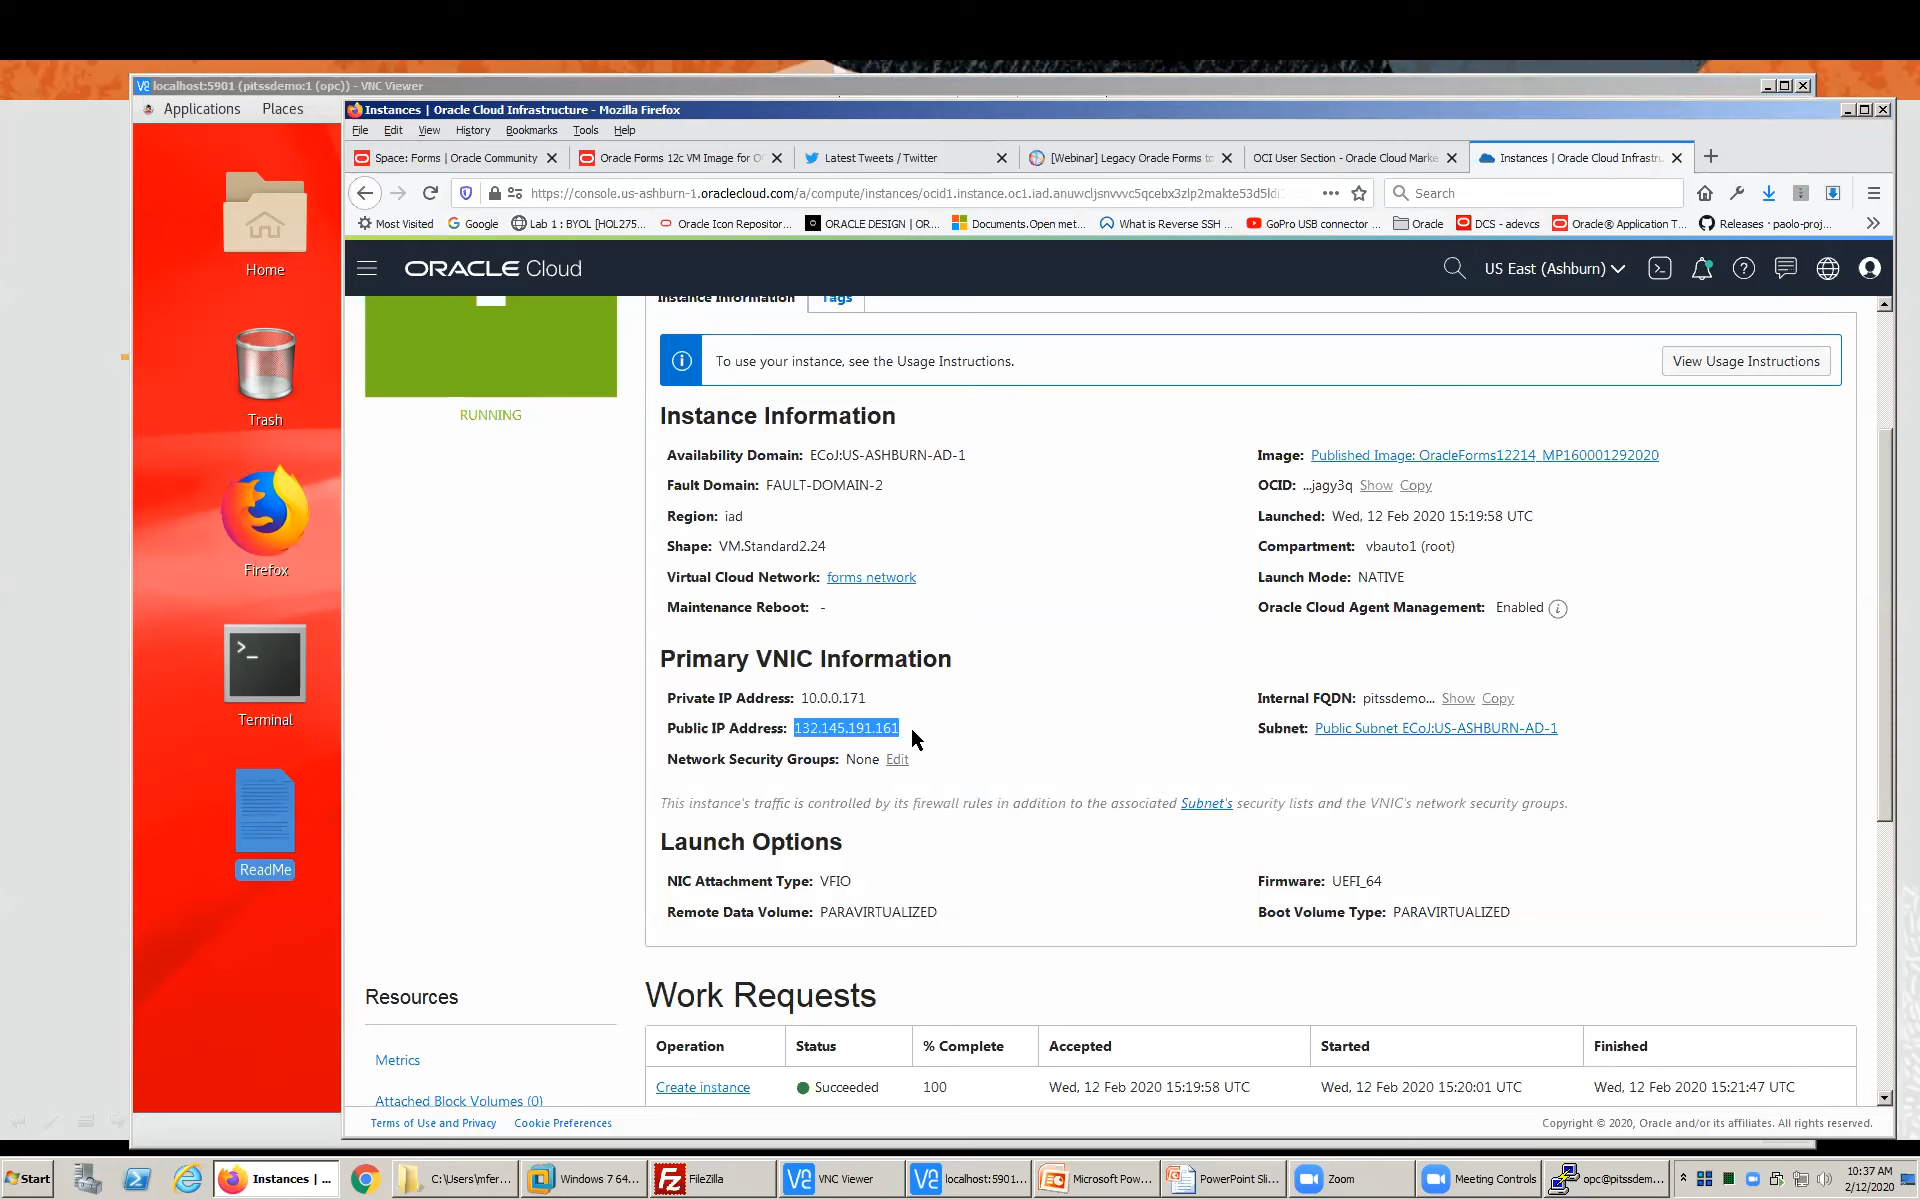 localhost:5901 (pitssdemo:1 (opc)) - VNC Viewer
Applications Places
Instances | Oracle Cloud Infrastructure - Mozilla Firefox
File Edit View History Bookmarks Tools Help
Space: Forms | Oracle Community
Oracle Forms 12c VM Image for O
Latest Tweets / Twitter
[Webinar] Legacy Oracle Forms to
OCI User Section - Oracle Cloud Marke
Instances | Oracle Cloud Infrastru
https://console.us-ashburn-1.oraclecloud.com/a/compute/instances/ocid1.instance.oc1.iad.anuwcljsnvvvc5qcebx3zlp2makte53d5ldi
Search
Most Visited Google Lab 1 : BYOL [HOL275... Oracle Icon Repositor... ORACLE DESIGN | OR... Documents.Open met... What is Reverse SSH ... GoPro USB connector ... Oracle DCS - adevcs Oracle® Application T... Releases · paolo-proj...
ORACLE Cloud
US East (Ashburn)
Instance Information Tags
To use your instance, see the Usage Instructions.
View Usage Instructions
RUNNING
Instance Information
Availability Domain: ECoJ:US-ASHBURN-AD-1
Fault Domain: FAULT-DOMAIN-2
Region: iad
Shape: VM.Standard2.24
Virtual Cloud Network: forms network
Maintenance Reboot: -
Image: Published Image: OracleForms12214_MP160001292020
OCID: ...jagy3q Show Copy
Launched: Wed, 12 Feb 2020 15:19:58 UTC
Compartment: vbauto1 (root)
Launch Mode: NATIVE
Oracle Cloud Agent Management: Enabled
Primary VNIC Information
Private IP Address: 10.0.0.171
Public IP Address: 132.145.191.161
Network Security Groups: None Edit
Internal FQDN: pitssdemo... Show Copy
Subnet: Public Subnet ECoJ:US-ASHBURN-AD-1
This instance's traffic is controlled by its firewall rules in addition to the associated Subnet's security lists and the VNIC's network security groups.
Launch Options
NIC Attachment Type: VFIO
Remote Data Volume: PARAVIRTUALIZED
Firmware: UEFI_64
Boot Volume Type: PARAVIRTUALIZED
Resources
Metrics
Attached Block Volumes (0)
Work Requests
Operation Status % Complete Accepted Started Finished
Create instance Succeeded 100 Wed, 12 Feb 2020 15:19:58 UTC Wed, 12 Feb 2020 15:20:01 UTC Wed, 12 Feb 2020 15:21:47 UTC
Terms of Use and Privacy Cookie Preferences
Copyright © 2020, Oracle and/or its affiliates. All rights reserved.
Home
Trash
Firefox
Terminal
ReadMe
Start
Instances | ...
C:\Users\mfer...
Windows 7 64...
FileZilla
VNC Viewer
localhost:5901...
Microsoft Pow...
PowerPoint Sli...
Zoom
Meeting Controls
opc@pitssdem...
10:37 AM
2/12/2020